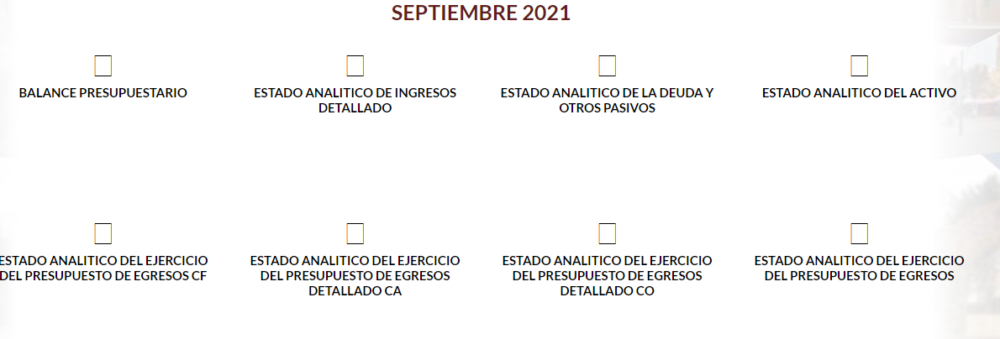 SEPTIEMBRE 2021
BALANCE PRESUPUESTARIO
ESTADO ANALITICO DE INGRESOS
DETALLADO
ESTADO ANALITICO DE LA DEUDA Y
OTROS PASIVOS
ESTADO ANALITICO DEL ACTIVO
ESTADO ANALITICO DEL EJERCICIO
DEL PRESUPUESTO DE EGRESOS CF
ESTADO ANALITICO DEL EJERCICIO
DEL PRESUPUESTO DE EGRESOS
DETALLADO CA
ESTADO ANALITICO DEL EJERCICIO
DEL PRESUPUESTO DE EGRESOS
DETALLADO CO
ESTADO ANALITICO DEL EJERCICIO
DEL PRESUPUESTO DE EGRESOS